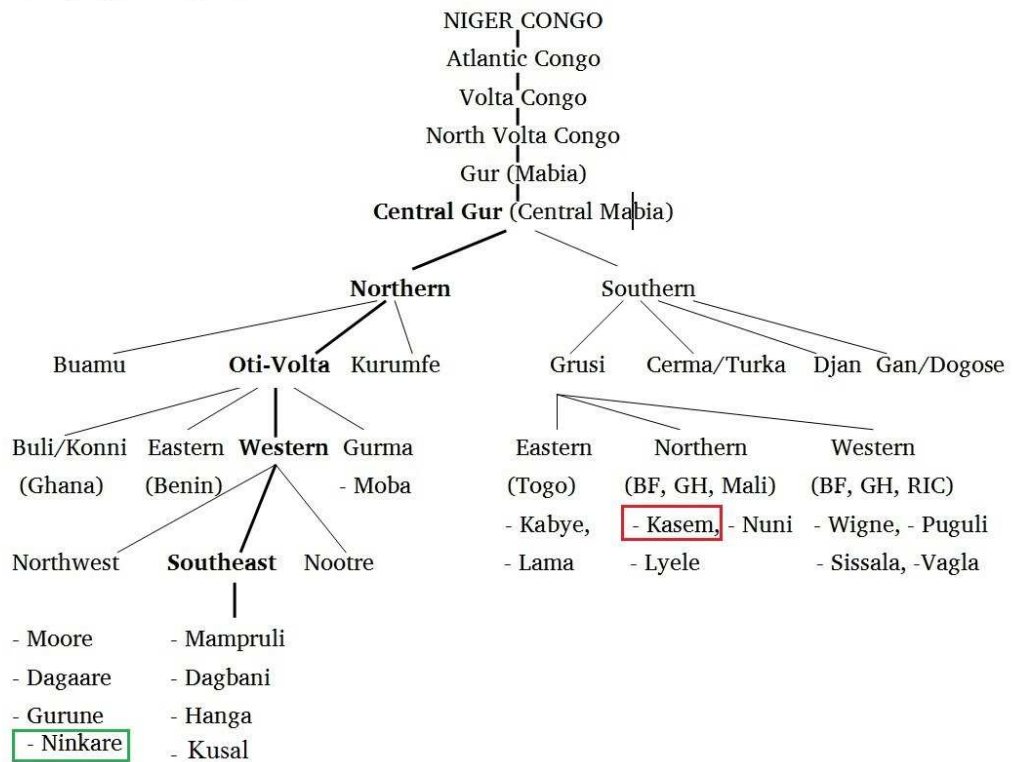 NIGER CONGO
Atlantic Congo
Volta Congo
North Volta Congo
Gur (Mabia)
Central Gur (Central Mabia)
Northern Southern
Buamu Oti-Volta Kurumfe Grusi Cerma/Turka Djan Gan/Dogose
Buli/Konni Eastern Western Gurma Eastern Northern Western
(Ghana) (Benin) - Moba (Togo) (BF, GH, Mali) (BF, GH, RIC)
- Kabye, - Kasem, - Nuni - Wigne, - Puguli
Northwest Southeast Nootre - Lama - Lyele - Sissala, -Vagla
- Moore - Mampruli
- Dagaare - Dagbani
- Gurune - Hanga
- Ninkare - Kusal